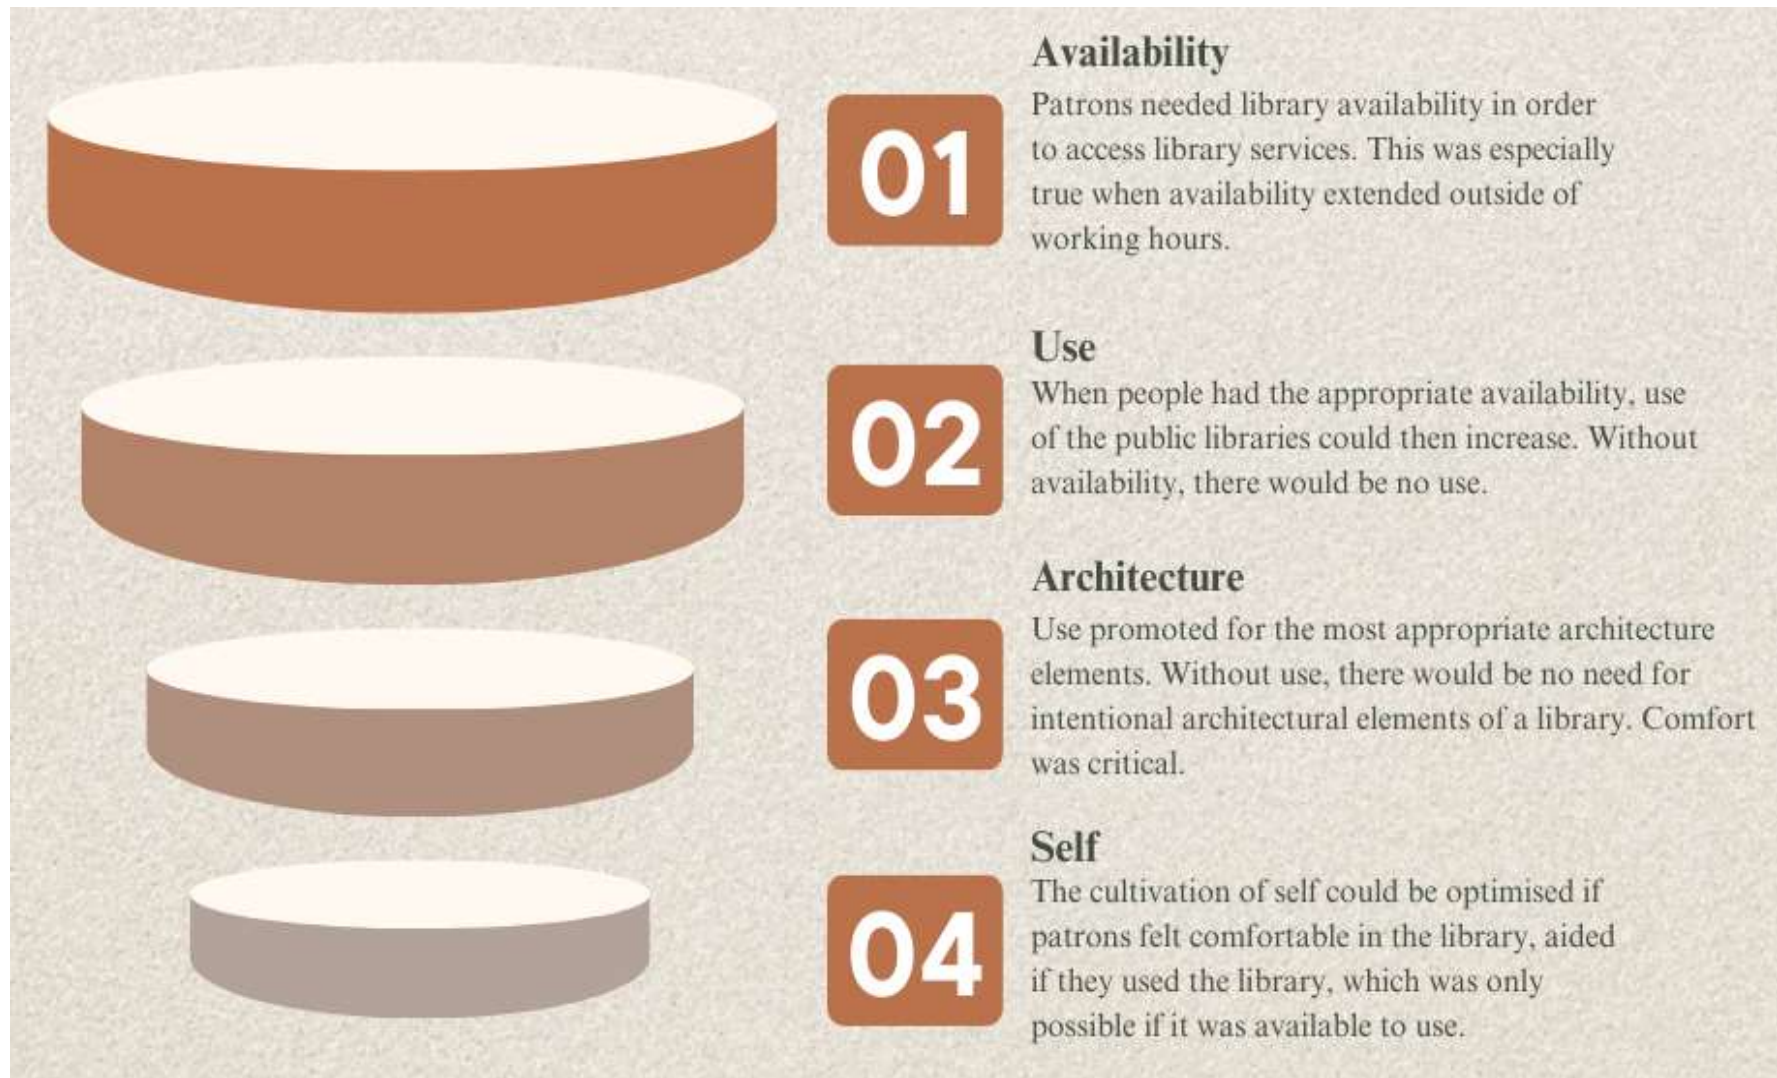 Availability
01
Patrons needed library availability in order
to access library services. This was especially
true when availability extended outside of
working hours.
Use
02
When people had the appropriate availability, use
of the public libraries could then increase. Without
availability, there would be no use.
Architecture
03
Use promoted for the most appropriate architecture
elements. Without use, there would be no need for
intentional architectural elements of a library. Comfort
was critical.
Self
04
The cultivation of self could be optimised if
patrons felt comfortable in the library, aided
if they used the library, which was only
possible if it was available to use.